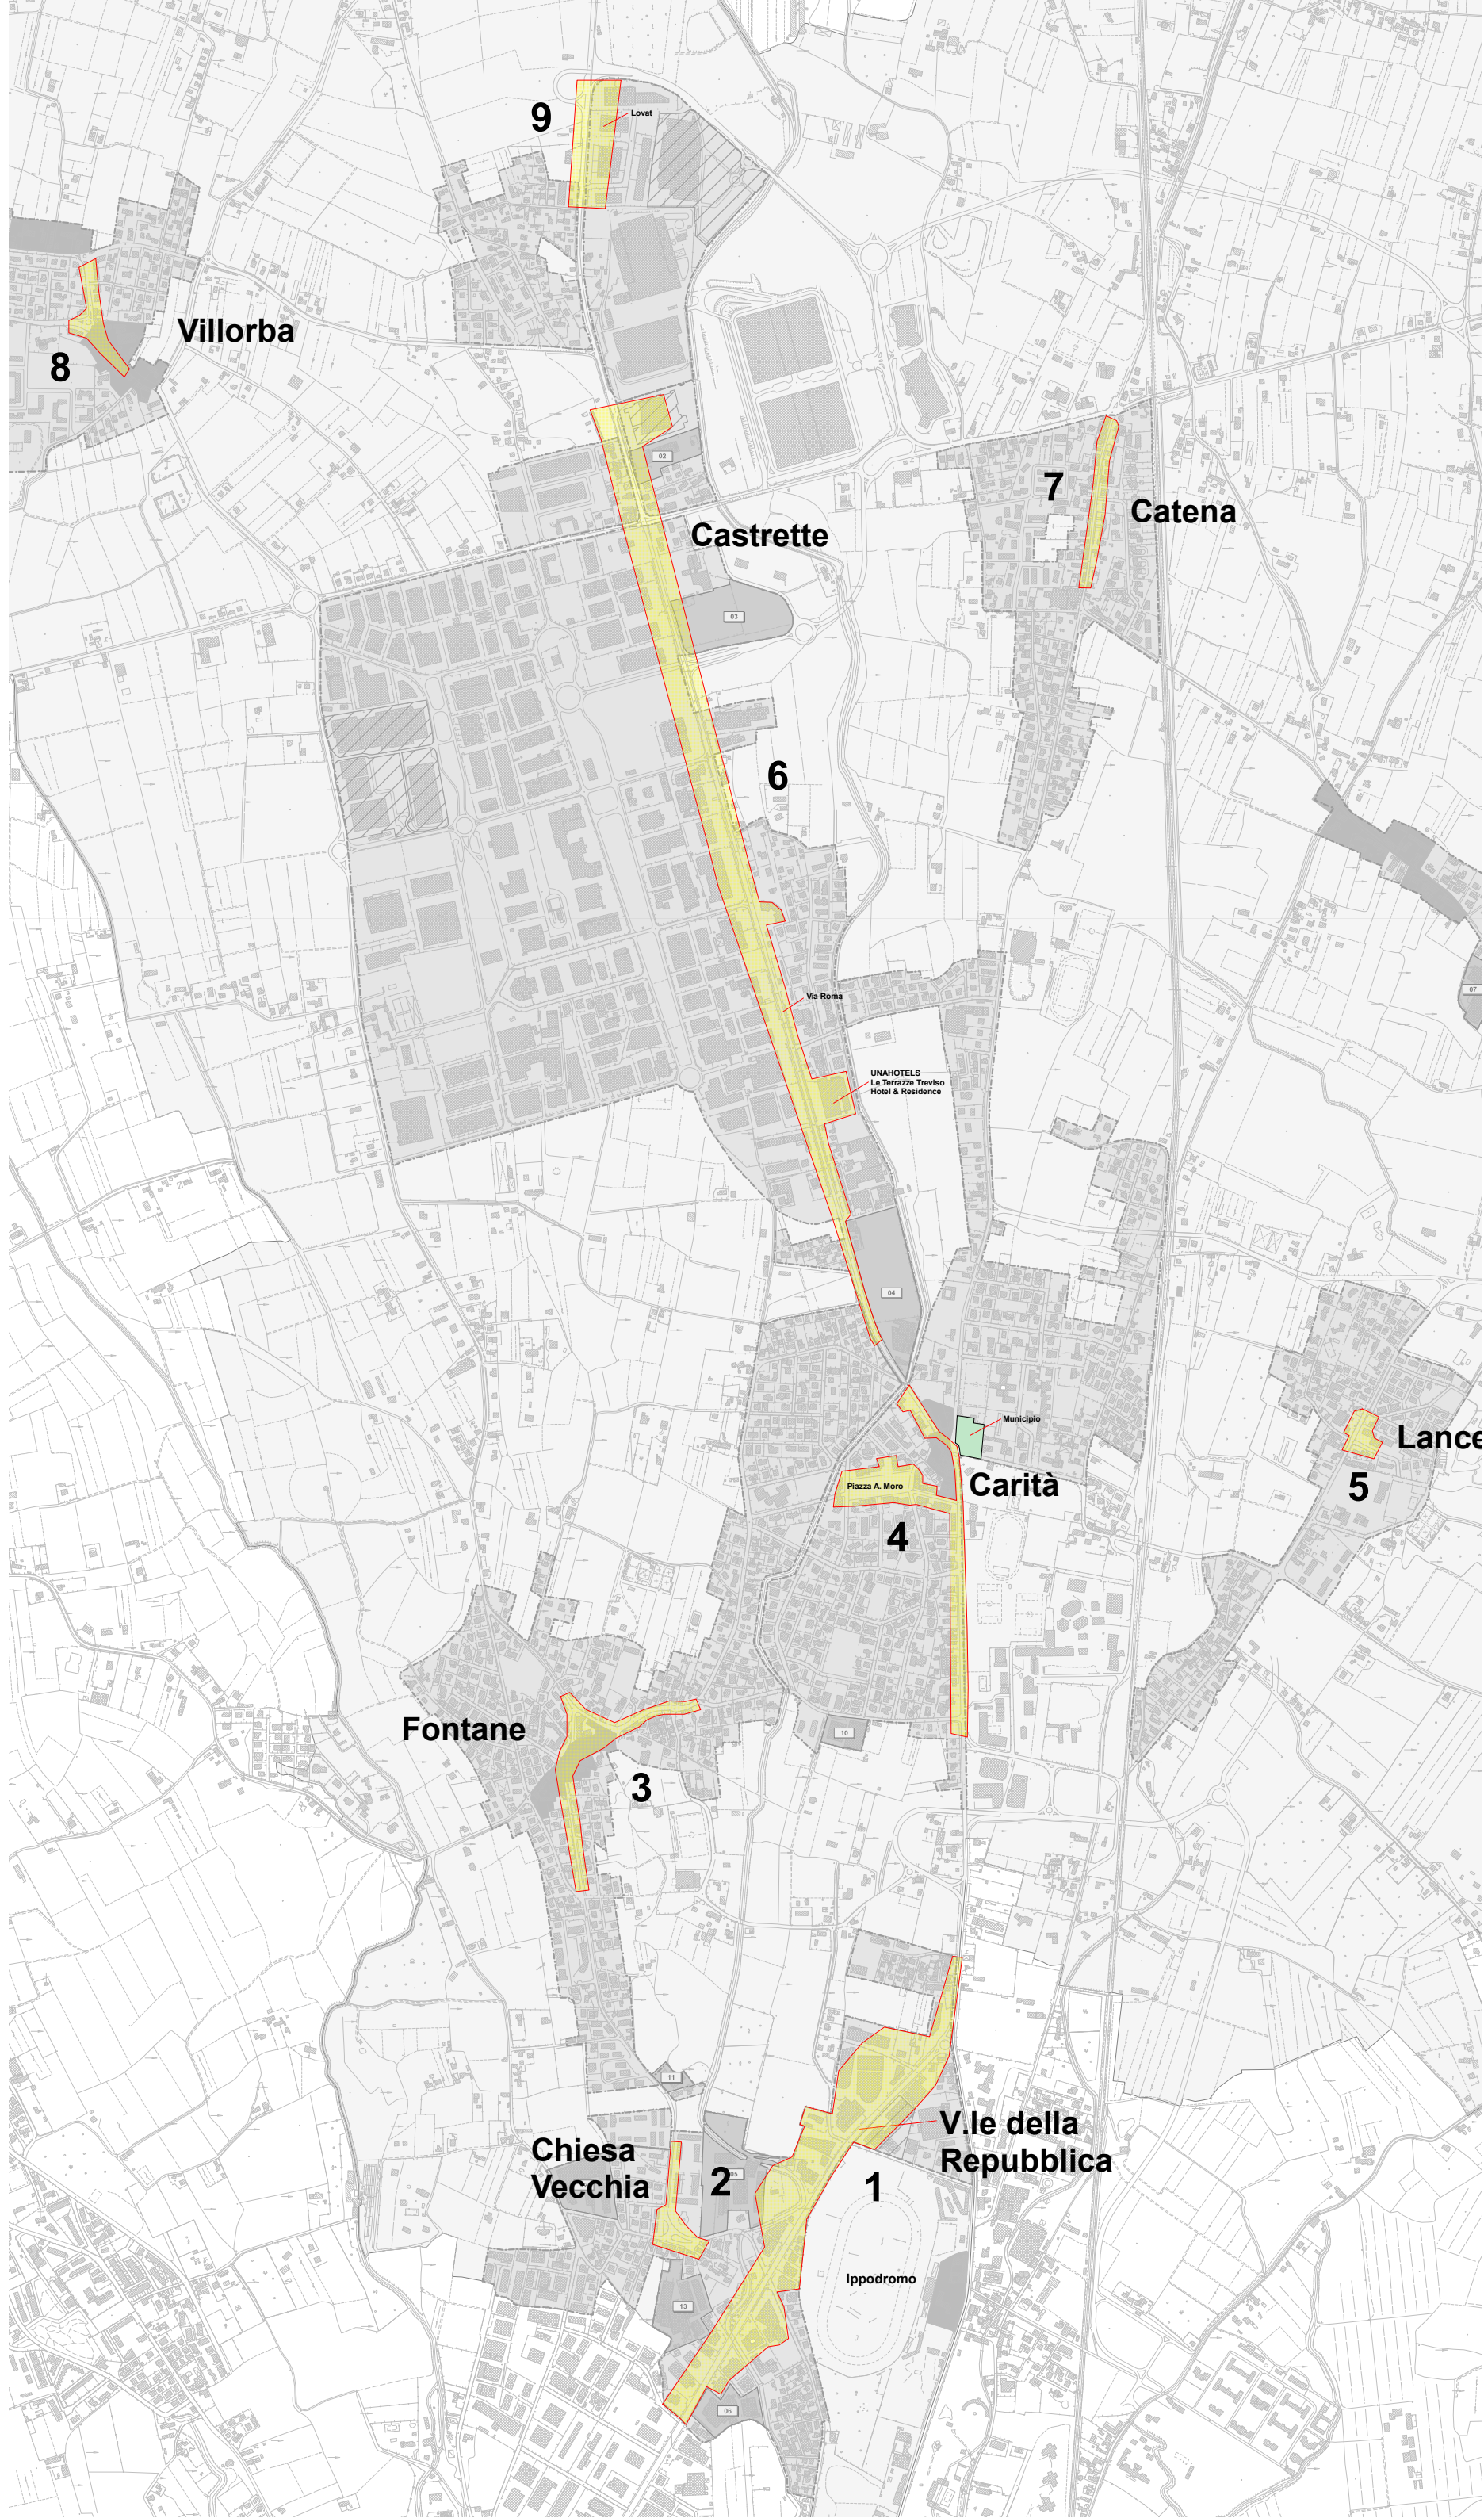 9
Lovat
Villorba
8
02
7
Catena
Castrette
03
6
07
Via Roma
UNAHOTELS
Le Terrazze Treviso
Hotel & Residence
04
Municipio
Lance
Carità
Piazza A. Moro
5
4
Fontane
10
3
11
V.le della
Repubblica
Chiesa
Vecchia
2
05
1
Ippodromo
13
06